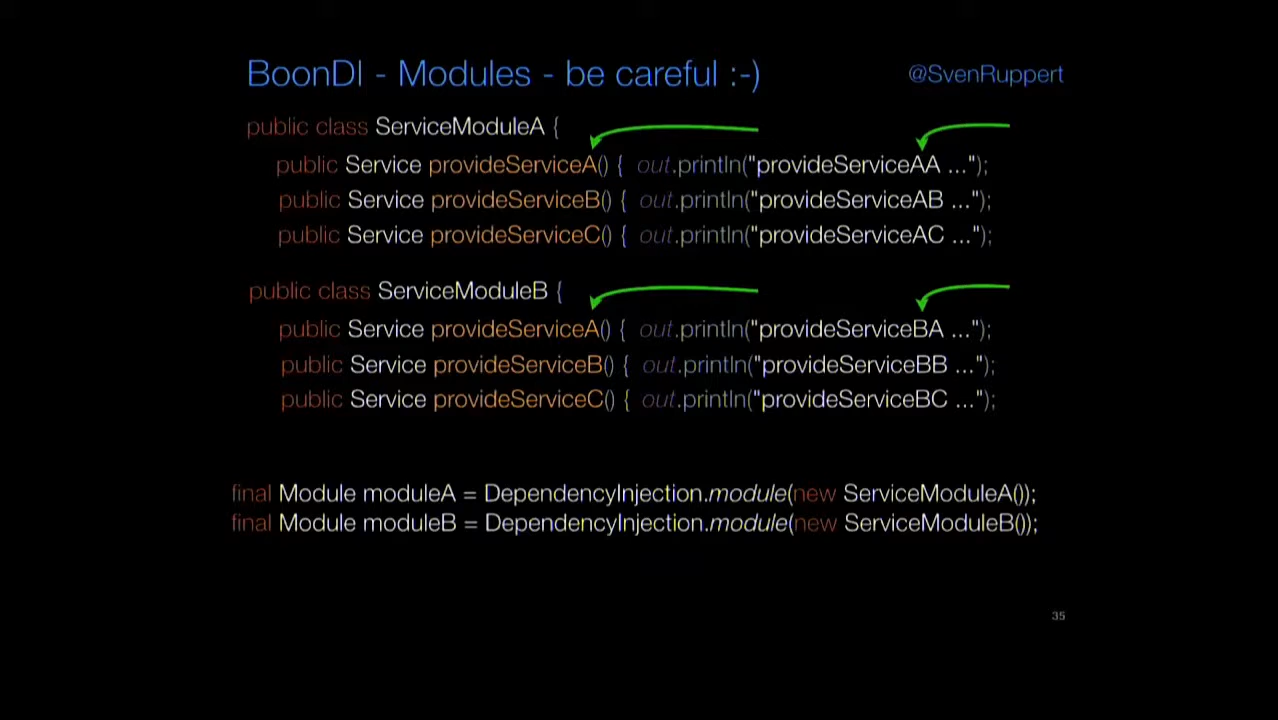 BoonDI - Modules - be careful :-)
@SvenRuppert
public class ServiceModuleA {
public Service provideServiceA() { out.println("provideServiceAA ...");
public Service provideServiceB() { out.println("provideServiceAB ...");
public Service provideServiceC() { out.println("provideServiceAC ...");
public class ServiceModuleB {
public Service provideServiceA() { out.println("provideServiceBA ...");
public Service provideServiceB() { out.println("provideServiceBB ...");
public Service provideServiceC() { out.println("provideServiceBC ...");
final Module moduleA = DependencyInjection.module(new ServiceModuleA());
final Module moduleB = DependencyInjection.module(new ServiceModuleB());
35